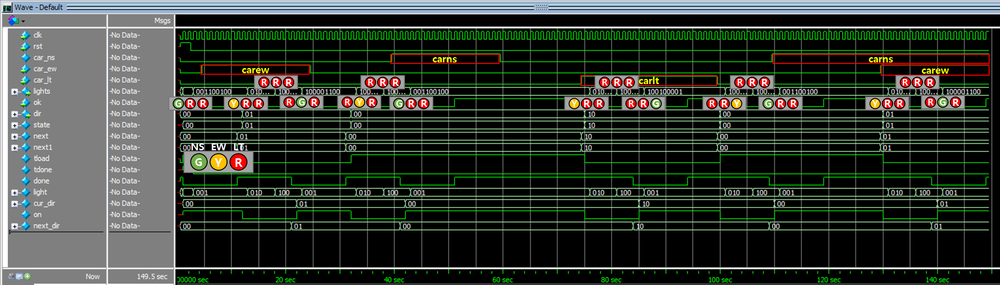 Wave - Default
Msgs
clk -No Data-
rst -No Data-
car_ns -No Data- carns carns
car_ew -No Data- carew carew
car_lt -No Data- R R R R R R R R R carlt R R R R R R
lights -No Data- 001100100 010... 100... 100001100 100... 100... 001100100 010... 100... 100100001 100... 100... 001100100 010... 100... 100001100
ok -No Data- G R R Y R R R G R R Y R G R R Y R R R R G R R Y G R R Y R R R G R
dir -No Data- 00 01 00 10 00 01
state -No Data- 00 01 00 10 00 01
next -No Data- 00 01 00 10 00 01
next1 -No Data- 00 01 00 10 00 01
NS EW LT
tload -No Data- G Y R
tdone -No Data-
done -No Data-
light -No Data- 001 010 100 001 010 100 001 010 100 001 010 100 001 010 100 001
cur_dir -No Data- 00 01 00 10 00 01
on -No Data-
next_dir -No Data- 00 01 00 10 00 01
Now 149.5 sec 00000 sec 20 sec 40 sec 60 sec 80 sec 100 sec 120 sec 140 sec